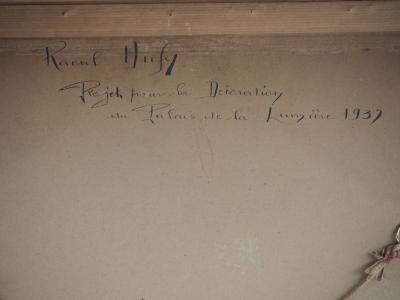 Raoul Dufy
Projet pour la Décoration
du Palais de la Lumière 1937